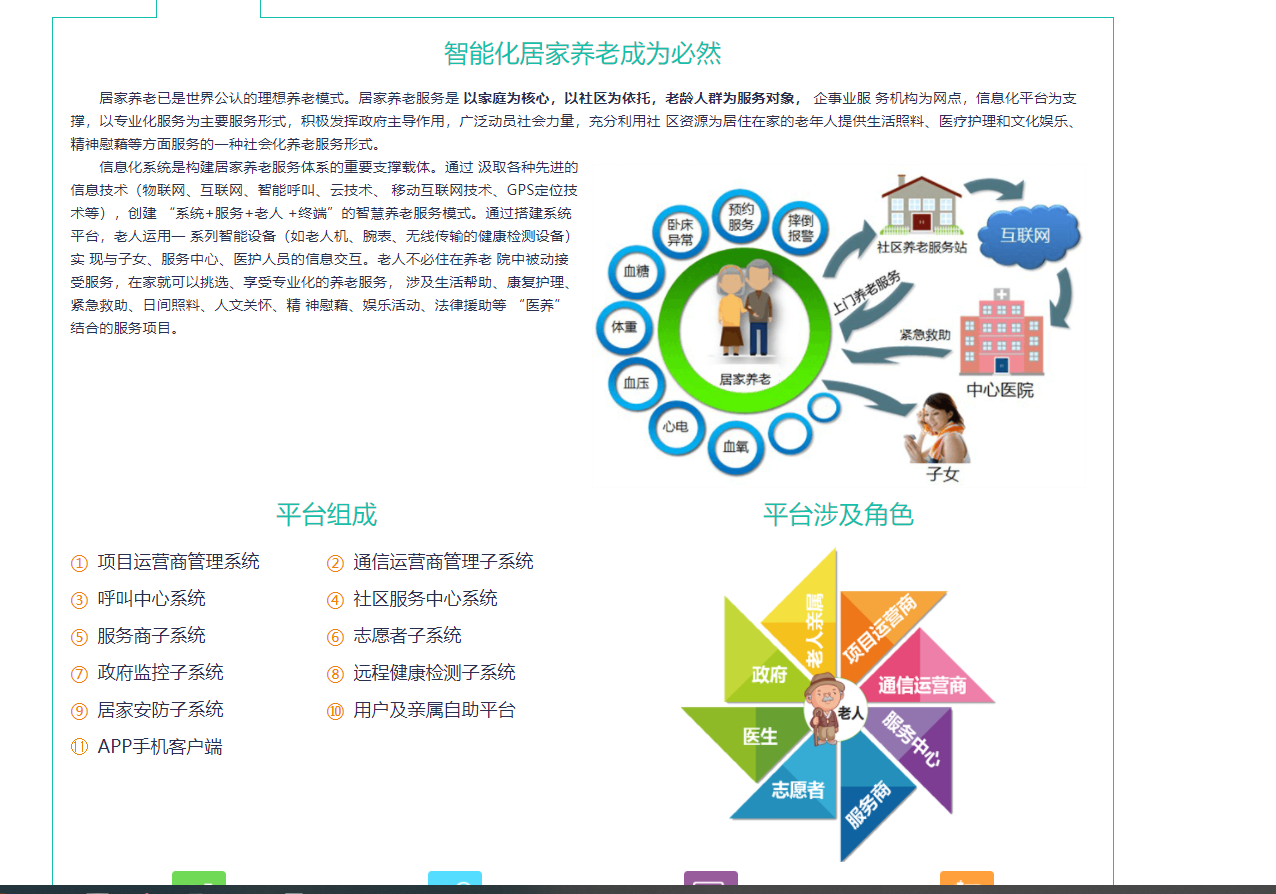 智能化居家养老成为必然
居家养老已是世界公认的理想养老模式。居家养老服务是 以家庭为核心，以社区为依托，老龄人群为服务对象， 企事业服 务机构为网点，信息化平台为支
撑，以专业化服务为主要服务形式，积极发挥政府主导作用，广泛动员社会力量，充分利用社 区资源为居住在家的老年人提供生活照料、医疗护理和文化娱乐、
精神慰藉等方面服务的一种社会化养老服务形式。
信息化系统是构建居家养老服务体系的重要支撑载体。通过 汲取各种先进的
信息技术（物联网、互联网、智能呼叫、云技术、 移动互联网技术、GPS定位技
术等），创建 “系统+服务+老人 +终端”的智慧养老服务模式。通过搭建系统
平台，老人运用一 系列智能设备（如老人机、腕表、无线传输的健康检测设备）
实 现与子女、服务中心、医护人员的信息交互。老人不必住在养老 院中被动接
受服务，在家就可以挑选、享受专业化的养老服务， 涉及生活帮助、康复护理、
紧急救助、日间照料、人文关怀、精 神慰藉、娱乐活动、法律援助等 “医养”
结合的服务项目。
卧床
异常
预约
服务
摔倒
报警
血糖
体重
血压
心电
血氧
居家养老
社区养老服务站
互联网
上门养老服务
紧急救助
中心医院
子女
平台组成
① 项目运营商管理系统
② 通信运营商管理子系统
③ 呼叫中心系统
④ 社区服务中心系统
⑤ 服务商子系统
⑥ 志愿者子系统
⑦ 政府监控子系统
⑧ 远程健康检测子系统
⑨ 居家安防子系统
⑩ 用户及亲属自助平台
⑪ APP手机客户端
平台涉及角色
老人亲属
项目运营商
政府
通信运营商
老人
医生
服务中心
志愿者
服务商